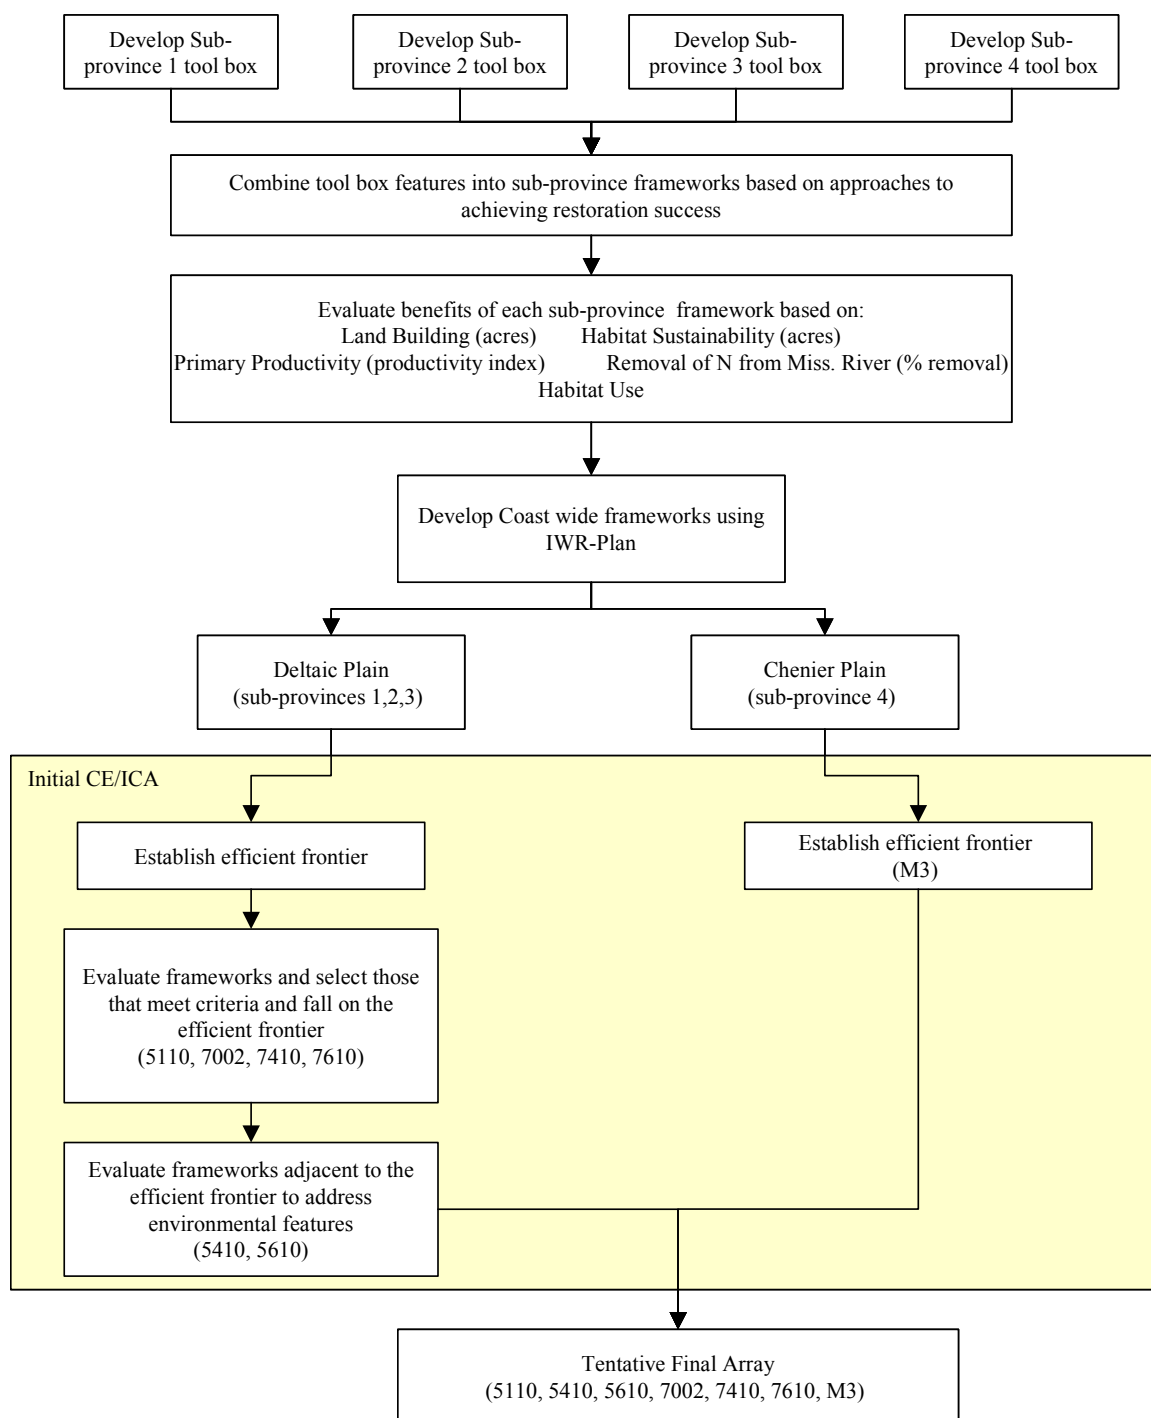 Develop Sub-
province 1 tool box
Develop Sub-
province 2 tool box
Develop Sub-
province 3 tool box
Develop Sub-
province 4 tool box
Combine tool box features into sub-province frameworks based on approaches to
achieving restoration success
Evaluate benefits of each sub-province framework based on:
Land Building (acres) Habitat Sustainability (acres)
Primary Productivity (productivity index) Removal of N from Miss. River (% removal)
Habitat Use
Develop Coast wide frameworks using
IWR-Plan
Deltaic Plain
(sub-provinces 1,2,3)
Chenier Plain
(sub-province 4)
Initial CE/ICA
Establish efficient frontier
Establish efficient frontier
(M3)
Evaluate frameworks and select those
that meet criteria and fall on the
efficient frontier
(5110, 7002, 7410, 7610)
Evaluate frameworks adjacent to the
efficient frontier to address
environmental features
(5410, 5610)
Tentative Final Array
(5110, 5410, 5610, 7002, 7410, 7610, M3)